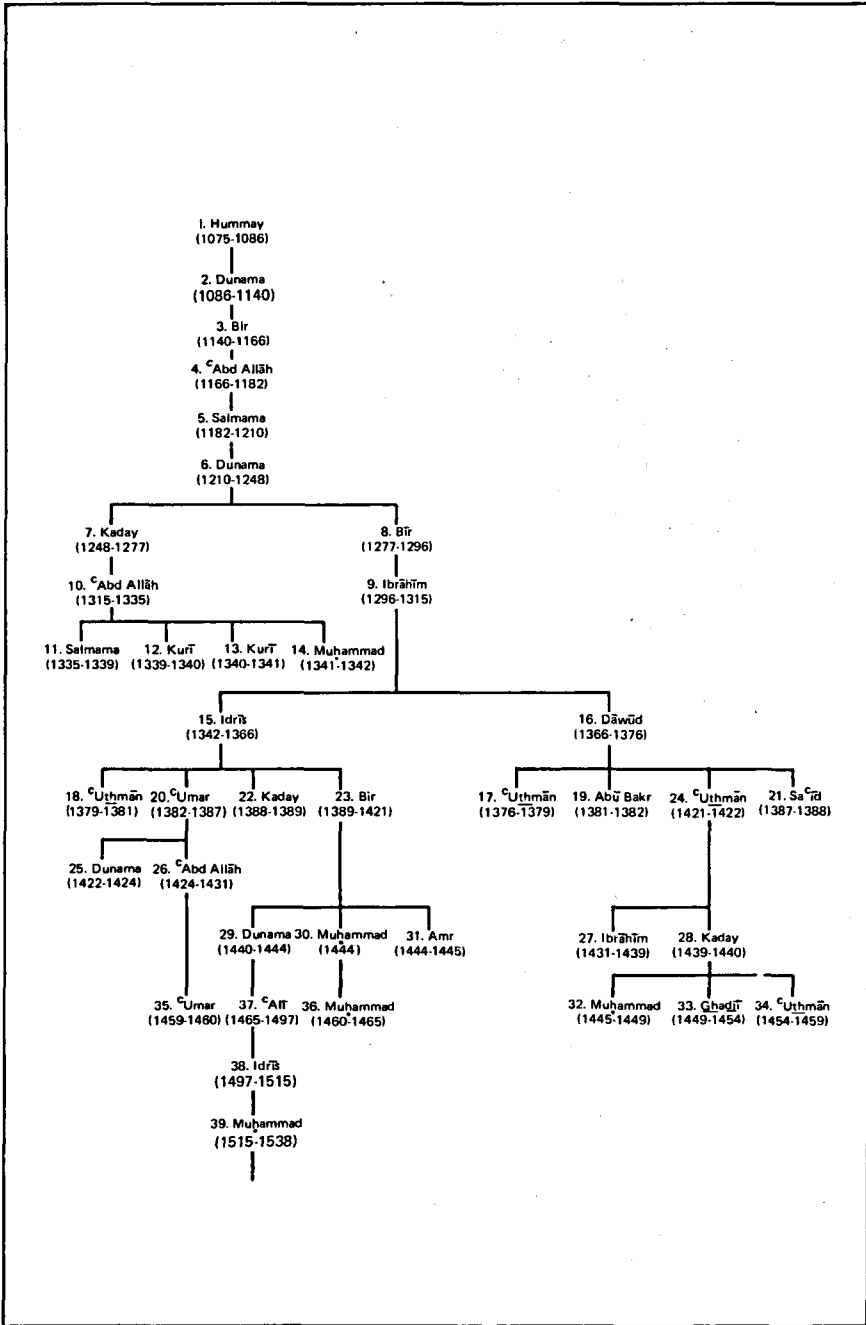 I. Hummay
(1075-1086)
2. Dunama
(1086-1140)
3. Bir
(1140-1166)
4. ᶜAbd Allāh
(1166-1182)
5. Salmama
(1182-1210)
6. Dunama
(1210-1248)
7. Kaday
(1248-1277)
8. Bīr
(1277-1296)
10. ᶜAbd Allāh
(1315-1335)
9. Ibrāhīm
(1296-1315)
11. Salmama
(1335-1339)
12. Kurī
(1339-1340)
13. Kurī
(1340-1341)
14. Muḥammad
(1341-1342)
15. Idrīs
(1342-1366)
16. Dāwūd
(1366-1376)
18. ᶜUthmān
(1379-1381)
20. ᶜUmar
(1382-1387)
22. Kaday
(1388-1389)
23. Bir
(1389-1421)
17. ᶜUthmān
(1376-1379)
19. Abū Bakr
(1381-1382)
24. ᶜUthmān
(1421-1422)
21. Saᶜīd
(1387-1388)
25. Dunama
(1422-1424)
26. ᶜAbd Allāh
(1424-1431)
29. Dunama
(1440-1444)
30. Muḥammad
(1444)
31. Amr
(1444-1445)
27. Ibrāhīm
(1431-1439)
28. Kaday
(1439-1440)
35. ᶜUmar
(1459-1460)
37. ᶜAlī
(1465-1497)
36. Muḥammad
(1460-1465)
32. Muḥammad
(1445-1449)
33. Ghadjī
(1449-1454)
34. ᶜUthmān
(1454-1459)
38. Idrīs
(1497-1515)
39. Muḥammad
(1515-1538)